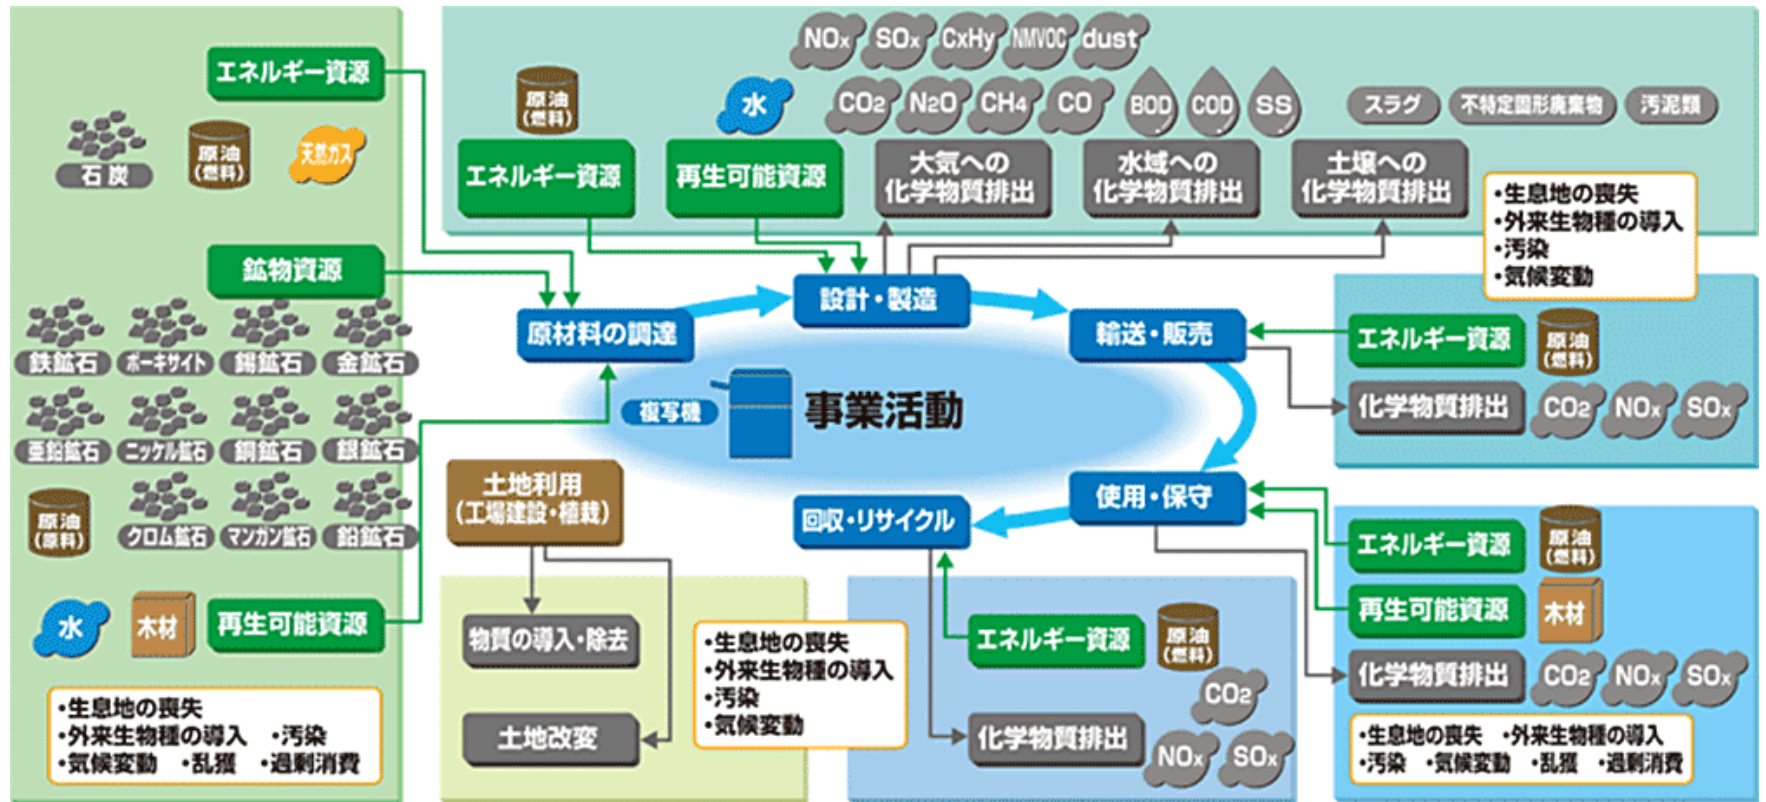 エネルギー資源
石炭
原油
(燃料)
天然ガス
鉱物資源
鉄鉱石
ボーキサイト
錫鉱石
金鉱石
亜鉛鉱石
ニッケル鉱石
銅鉱石
銀鉱石
原油
(原料)
クロム鉱石
マンガン鉱石
鉛鉱石
水
木材
再生可能資源
・生息地の喪失
・外来生物種の導入 ・汚染
・気候変動 ・乱獲 ・過剰消費
NOx SOx CxHy NMVOC dust
原油
(燃料)
水
CO2 N2O CH4 CO BOD COD SS
スラグ 不特定固形廃棄物 汚泥類
エネルギー資源
再生可能資源
大気への
化学物質排出
水域への
化学物質排出
土壌への
化学物質排出
・生息地の喪失
・外来生物種の導入
・汚染
・気候変動
原材料の調達
設計・製造
輸送・販売
使用・保守
回収・リサイクル
複写機
事業活動
エネルギー資源
原油
(燃料)
化学物質排出
CO2 NOx SOx
土地利用
(工場建設・植栽)
物質の導入・除去
土地改変
・生息地の喪失
・外来生物種の導入
・汚染
・気候変動
エネルギー資源
原油
(燃料)
化学物質排出
CO2
NOx SOx
エネルギー資源
原油
(燃料)
再生可能資源
木材
化学物質排出
CO2 NOx SOx
・生息地の喪失 ・外来生物種の導入
・汚染 ・気候変動 ・乱獲 ・過剰消費